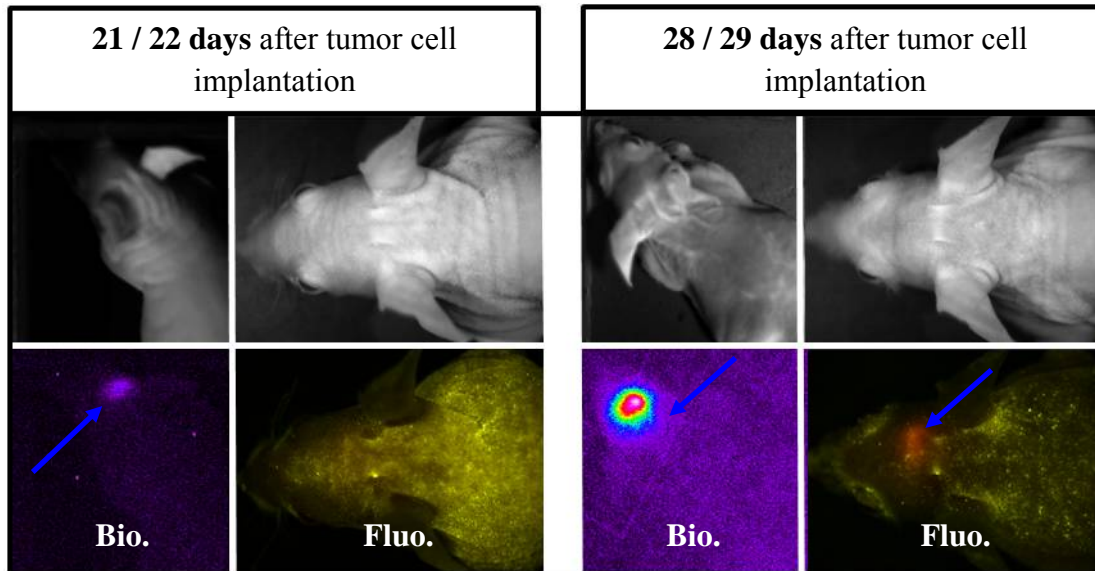 21 / 22 days after tumor cell
implantation
28 / 29 days after tumor cell
implantation
Bio.
Fluo.
Bio.
Fluo.